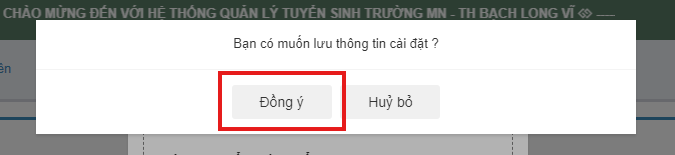 CHÀO MỪNG ĐẾN VỚI HỆ THỐNG QUẢN LÝ TUYỂN SINH TRƯỜNG MN - TH BẠCH LONG VĨ
ên
Bạn có muốn lưu thông tin cài đặt ?
Đồng ý Huỷ bỏ